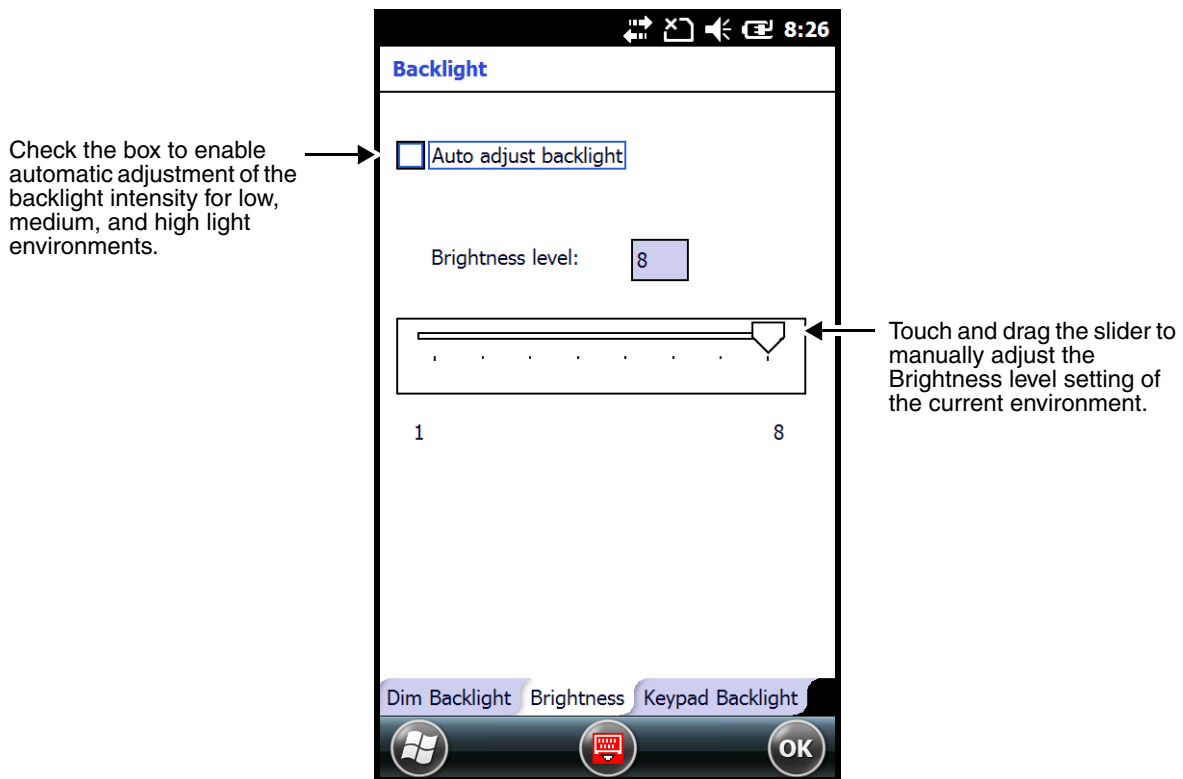 8:26
Backlight
Check the box to enable
automatic adjustment of the
backlight intensity for low,
medium, and high light
environments.
Auto adjust backlight
Brightness level:
8
Touch and drag the slider to
manually adjust the
Brightness level setting of
the current environment.
1
8
Dim Backlight
Brightness
Keypad Backlight
OK